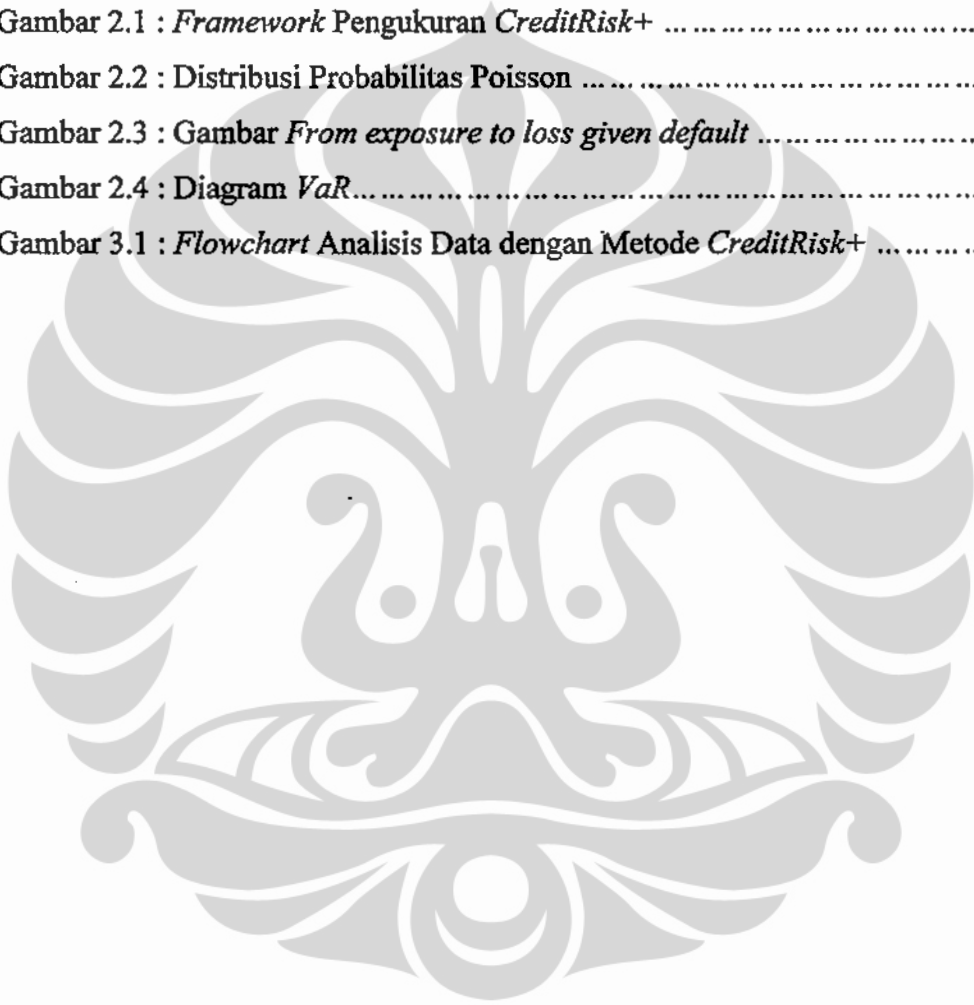 Gambar 2.1 : Framework Pengukuran CreditRisk+ ... ... ... ... ... ... ... ... ... ... ...
Gambar 2.2 : Distribusi Probabilitas Poisson ... ... ... ... ... ... ... ... ... ... ... ... ... ...
Gambar 2.3 : Gambar From exposure to loss given default ... ... ... ... ... ... ... ...
Gambar 2.4 : Diagram VaR... ... ... ... ... ... ... ... ... ... ... ... ... ... ... ... ... ... ... ... ... ...
Gambar 3.1 : Flowchart Analisis Data dengan Metode CreditRisk+ ... ... ... ...